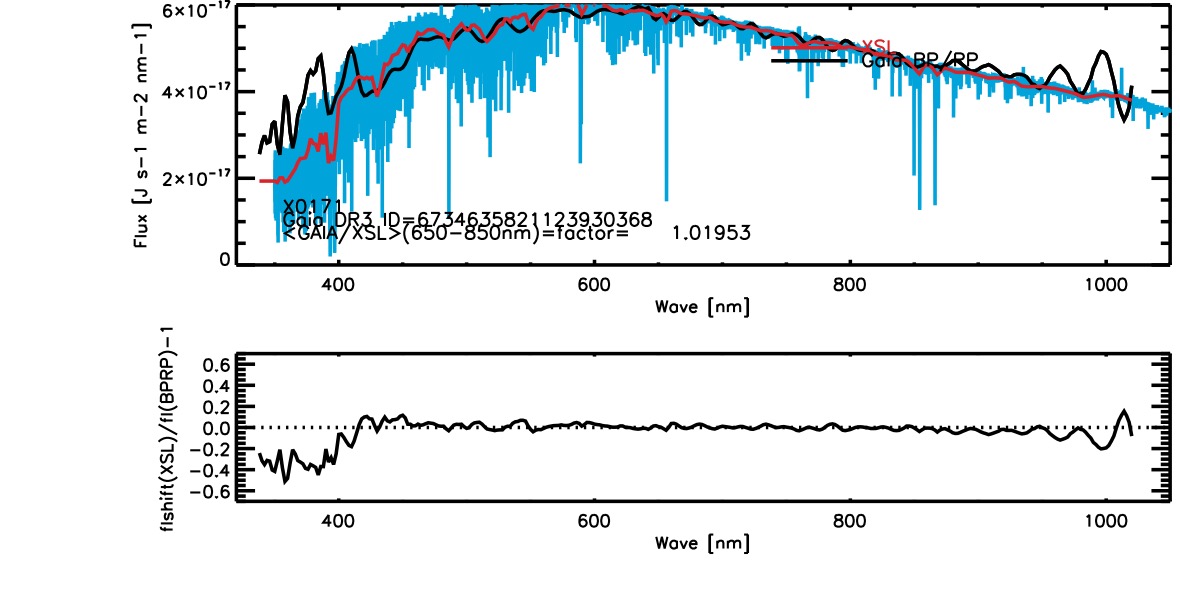 6×10−17
4×10−17
2×10−17
0
Flux [J s−1 m−2 nm−1]
XSL
Gaia BP/RP
X0171
Gaia DR3 ID=6734635821123930368
<GAIA/XSL>(650−850nm)=factor= 1.01953
400 600 800 1000
Wave [nm]
flshift(XSL)/fl(BPRP)−1
0.6
0.4
0.2
0.0
−0.2
−0.4
−0.6
400 600 800 1000
Wave [nm]